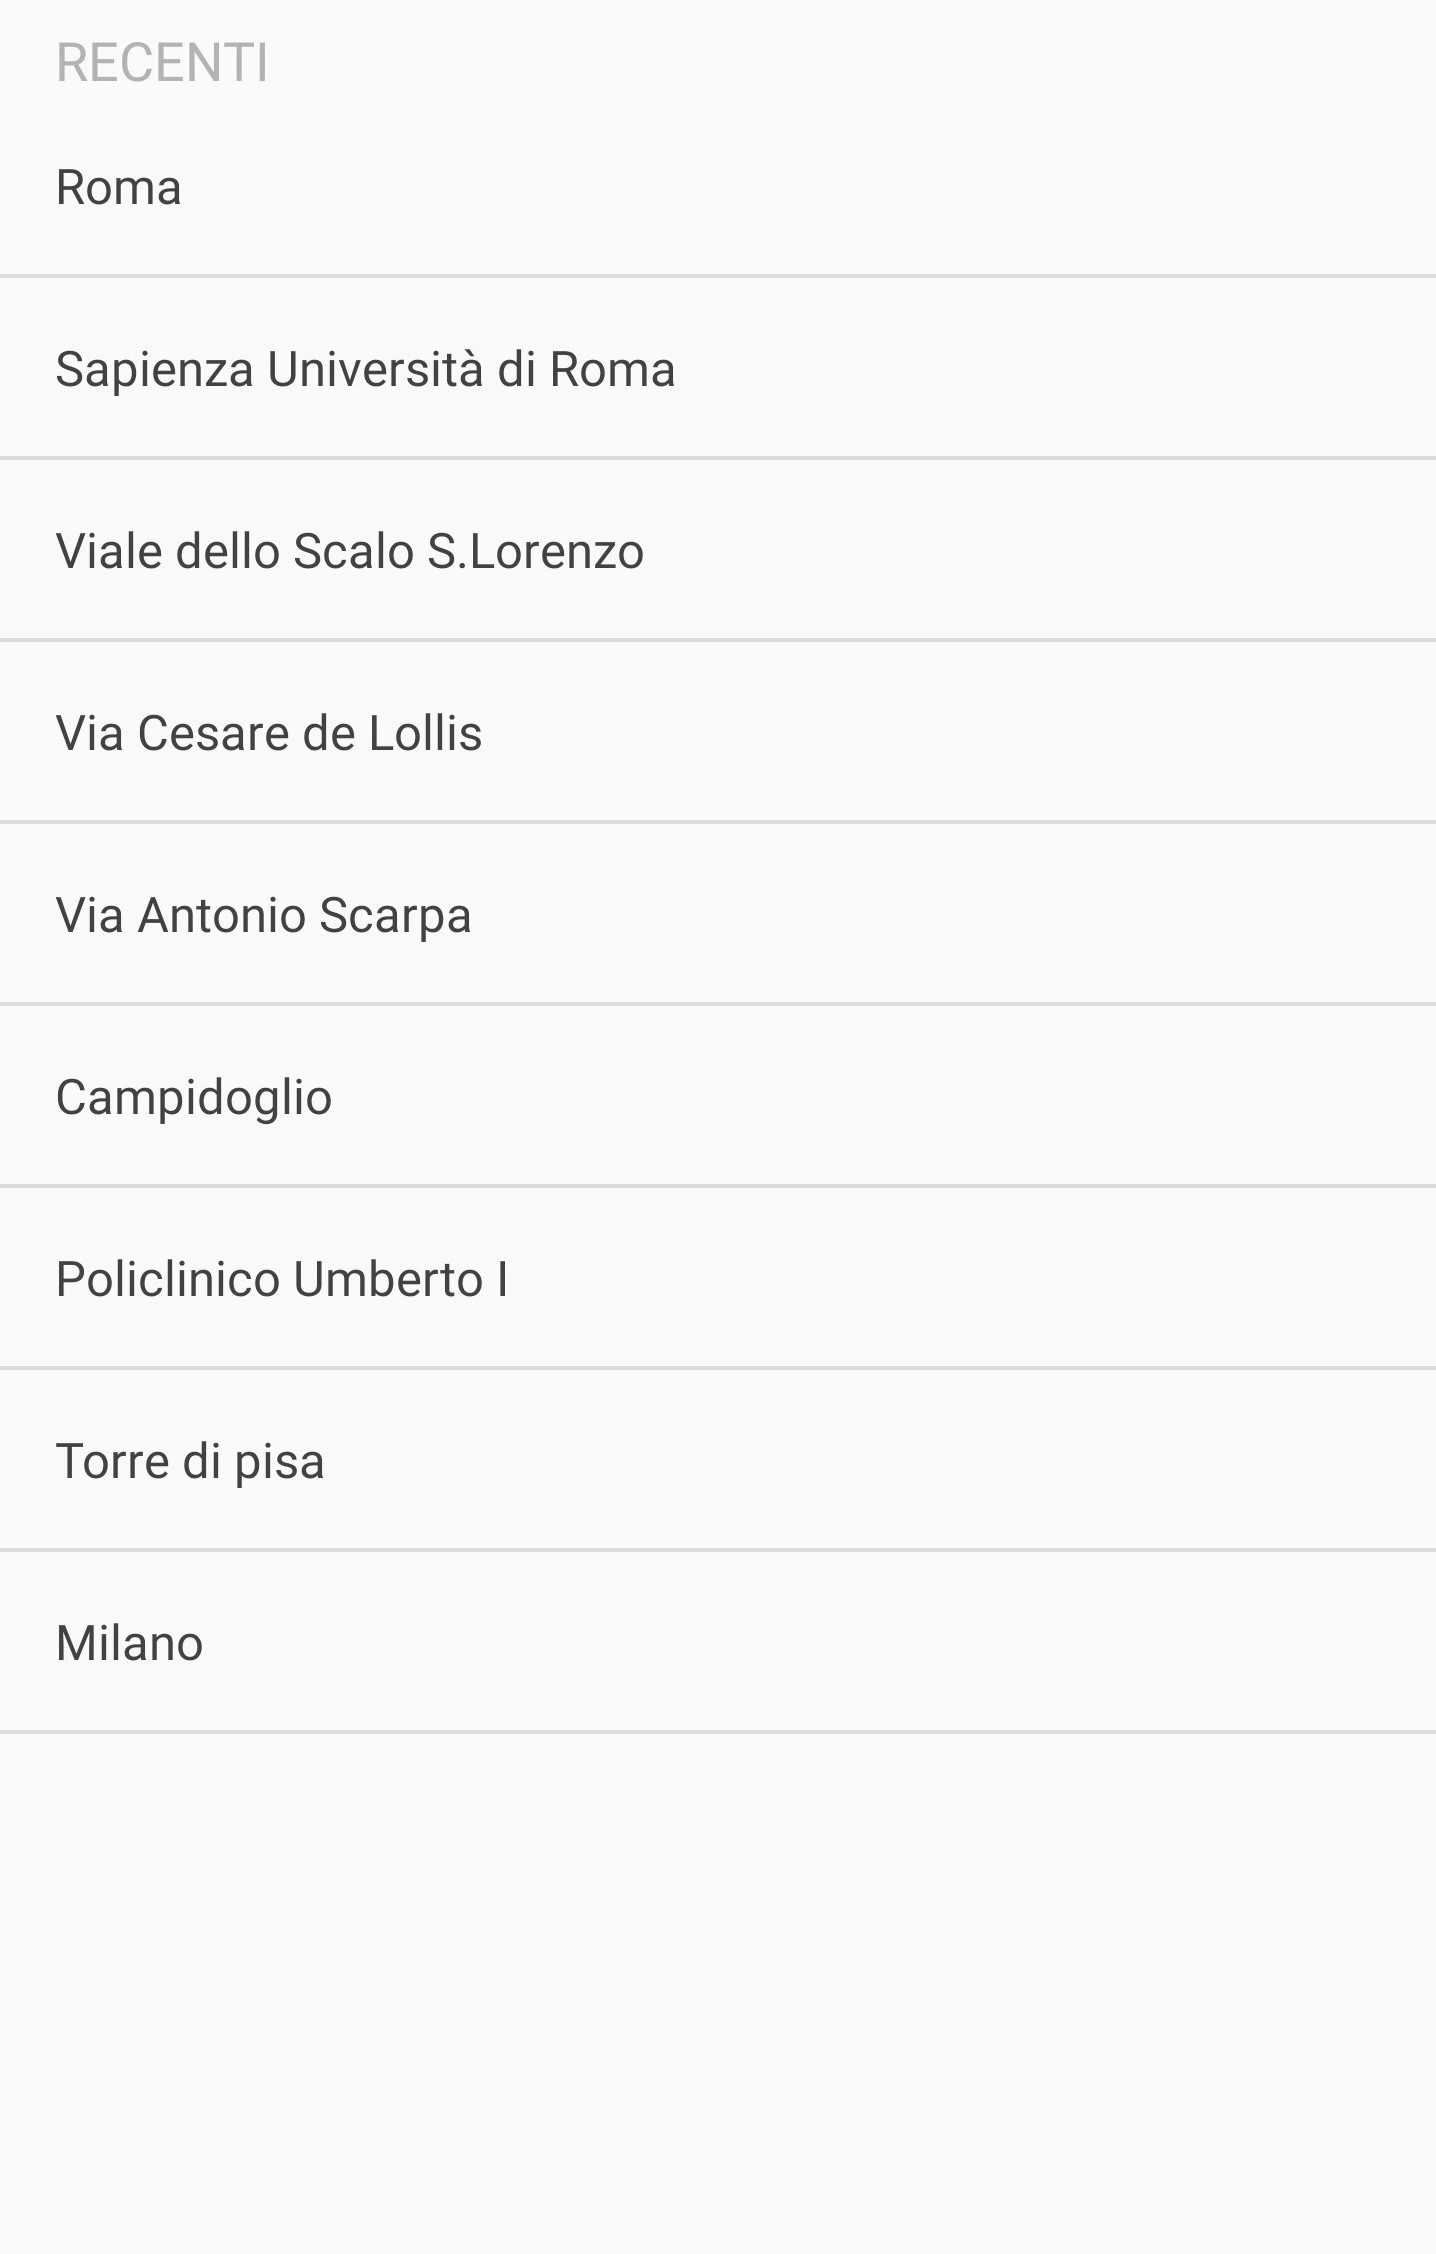 RECENTI
Roma
Sapienza Università di Roma
Viale dello Scalo S.Lorenzo
Via Cesare de Lollis
Via Antonio Scarpa
Campidoglio
Policlinico Umberto I
Torre di pisa
Milano